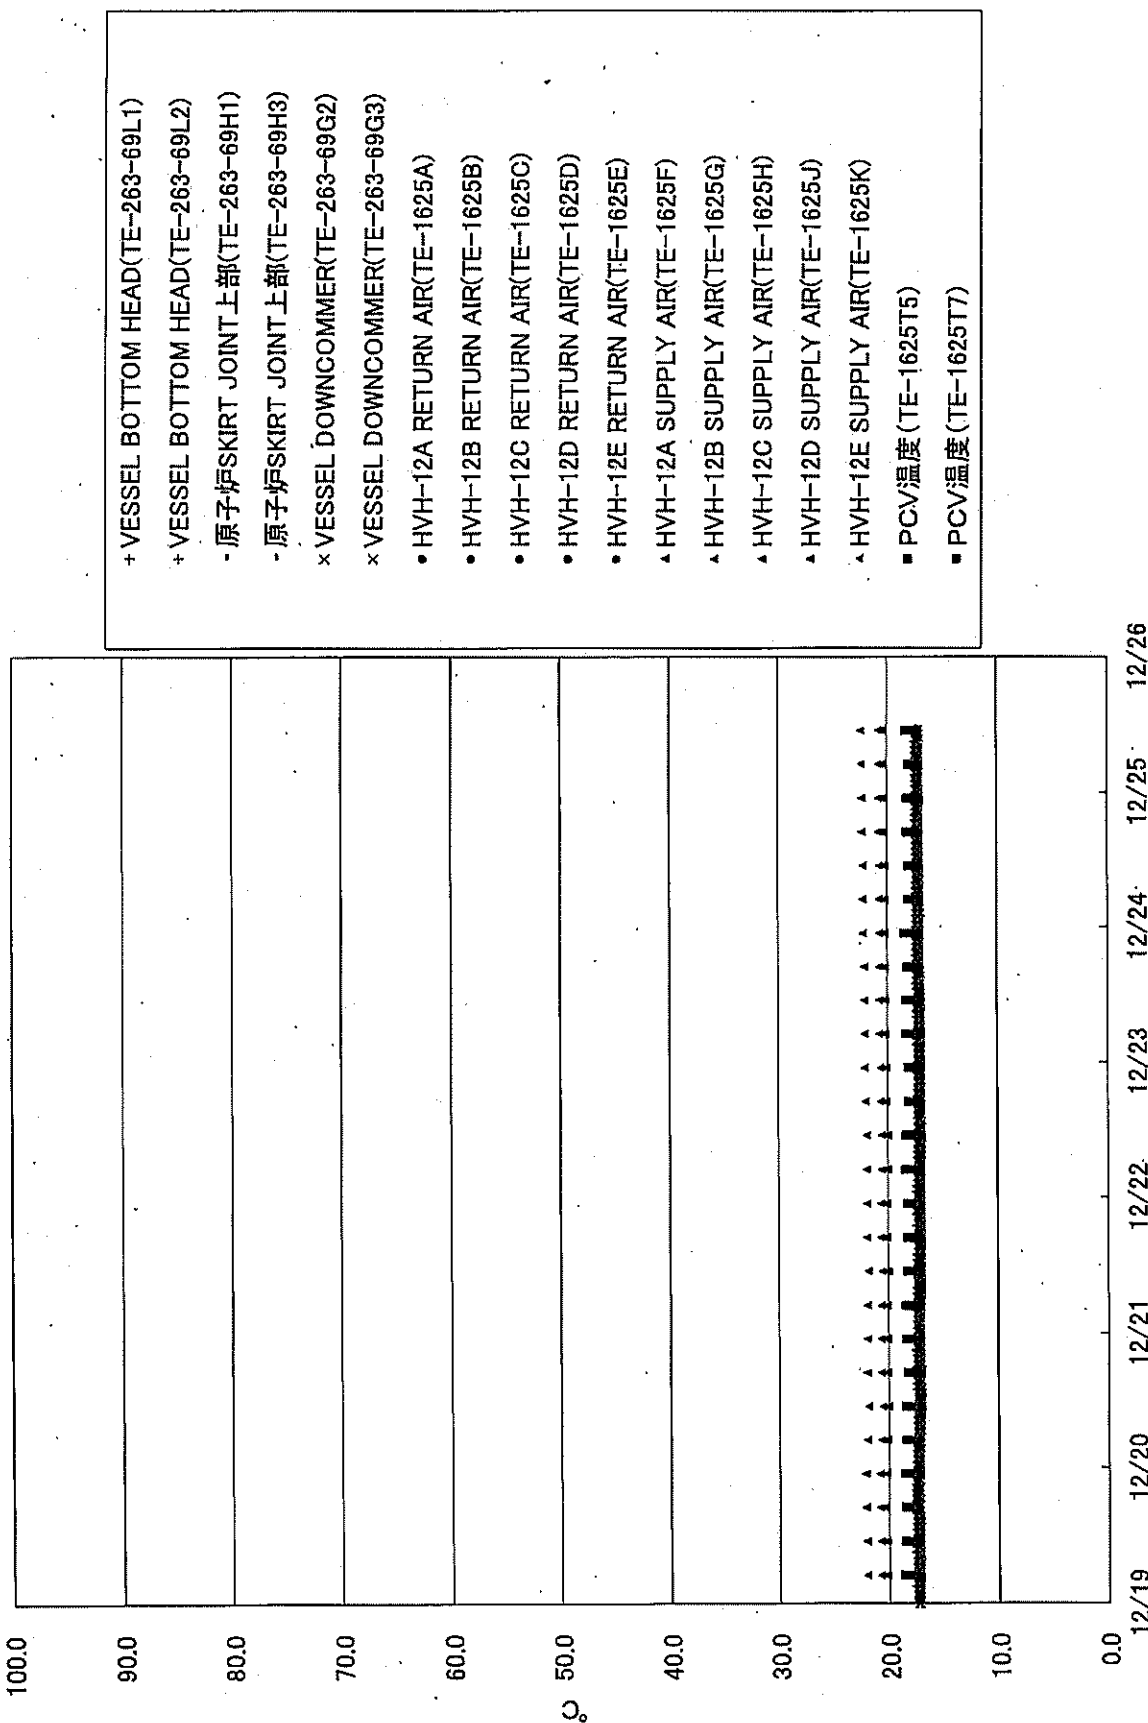 100.0
90.0
80.0
70.0
60.0
50.0
40.0
30.0
20.0
10.0
0.0
℃
12/19
12/20
12/21
12/22
12/23
12/24
12/25
12/26
+ VESSEL BOTTOM HEAD(TE-263-69L1)
+ VESSEL BOTTOM HEAD(TE-263-69L2)
- 原子炉SKIRT JOINT上部(TE-263-69H1)
- 原子炉SKIRT JOINT上部(TE-263-69H3)
× VESSEL DOWNCOMMER(TE-263-69G2)
× VESSEL DOWNCOMMER(TE-263-69G3)
● HVH-12A RETURN AIR(TE-1625A)
● HVH-12B RETURN AIR(TE-1625B)
● HVH-12C RETURN AIR(TE-1625C)
● HVH-12D RETURN AIR(TE-1625D)
● HVH-12E RETURN AIR(TE-1625E)
▲ HVH-12A SUPPLY AIR(TE-1625F)
▲ HVH-12B SUPPLY AIR(TE-1625G)
▲ HVH-12C SUPPLY AIR(TE-1625H)
▲ HVH-12D SUPPLY AIR(TE-1625J)
▲ HVH-12E SUPPLY AIR(TE-1625K)
■ PCV温度(TE-1625T5)
■ PCV温度(TE-1625T7)